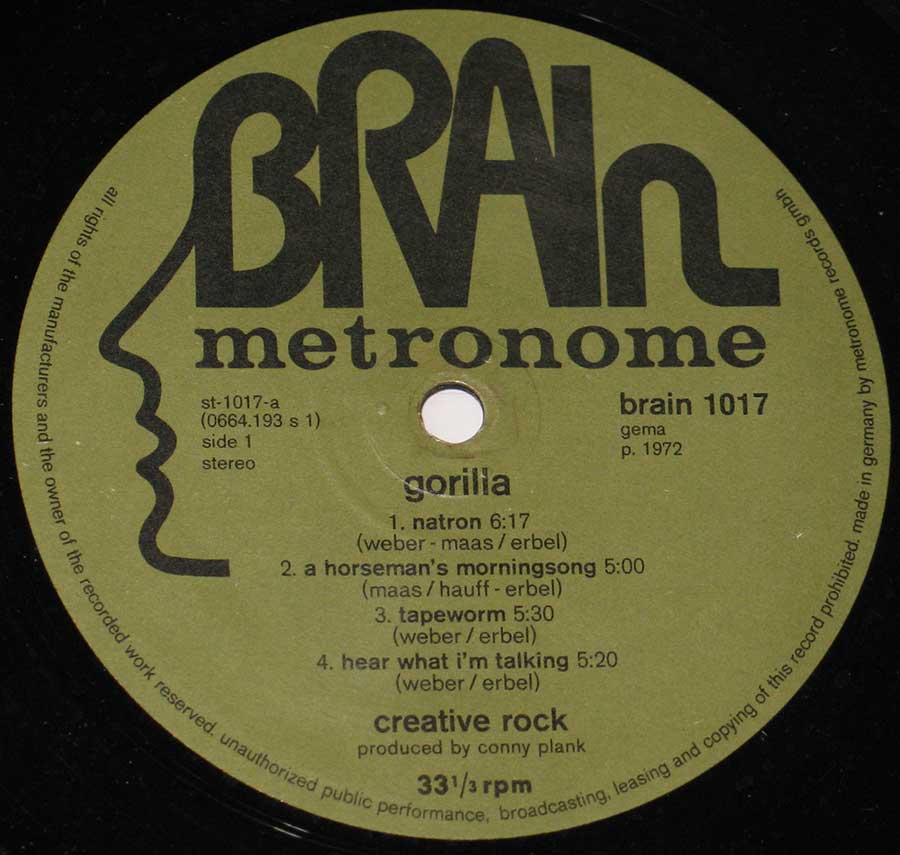 BRAIn
metronome
st-1017-a
(0664.193 s 1)
side 1
stereo
brain 1017
gema
p. 1972
gorilla
1. natron 6:17
(weber - maas / erbel)
2. a horseman's morningsong 5:00
(maas / hauff - erbel)
3. tapeworm 5:30
(weber / erbel)
4. hear what i'm talking 5:20
(weber / erbel)
creative rock
produced by conny plank
33 1/3 rpm
all rights of the manufacturers and the owner of the recorded work reserved. unauthorized public performance, broadcasting, leasing and copying of this record prohibited. made in germany by metronome records gmbh